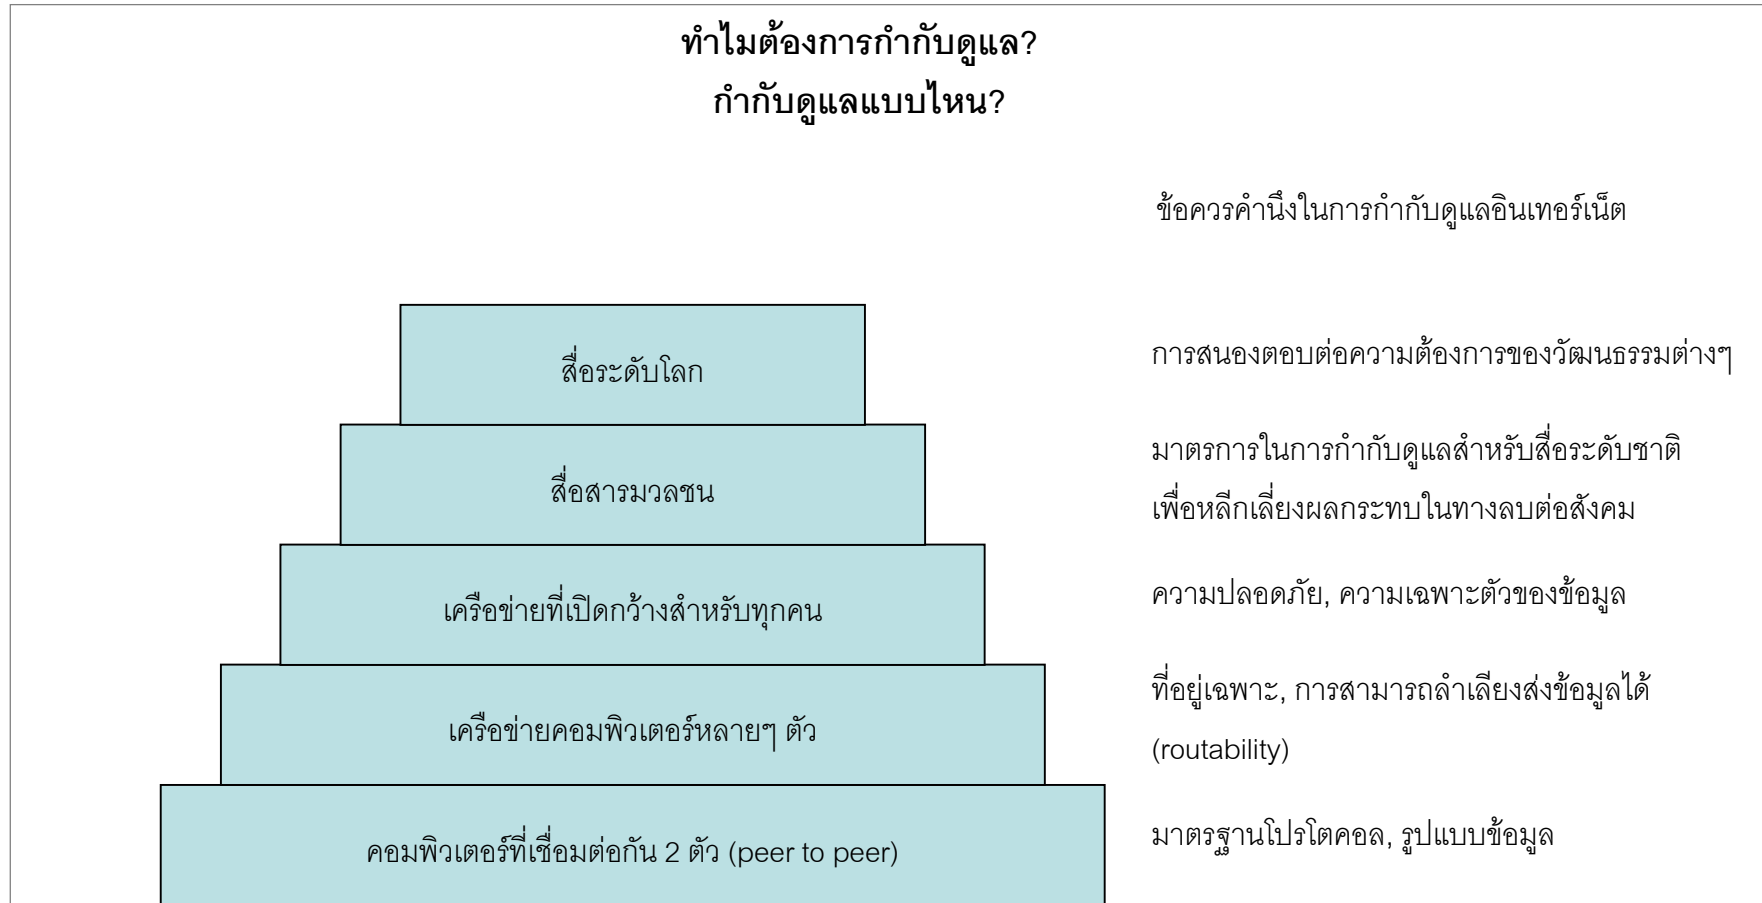 ทำไมต้องการกำกับดูแล?
กำกับดูแลแบบไหน?
ข้อควรคำนึงในการกำกับดูแลอินเทอร์เน็ต
สื่อระดับโลก
การสนองตอบต่อความต้องการของวัฒนธรรมต่างๆ
สื่อสารมวลชน
มาตรการในการกำกับดูแลสำหรับสื่อระดับชาติ
เพื่อหลีกเลี่ยงผลกระทบในทางลบต่อสังคม
เครือข่ายที่เปิดกว้างสำหรับทุกคน
ความปลอดภัย, ความเฉพาะตัวของข้อมูล
เครือข่ายคอมพิวเตอร์หลายๆ ตัว
ที่อยู่เฉพาะ, การสามารถลำเลียงส่งข้อมูลได้
(routability)
คอมพิวเตอร์ที่เชื่อมต่อกัน 2 ตัว (peer to peer)
มาตรฐานโปรโตคอล, รูปแบบข้อมูล